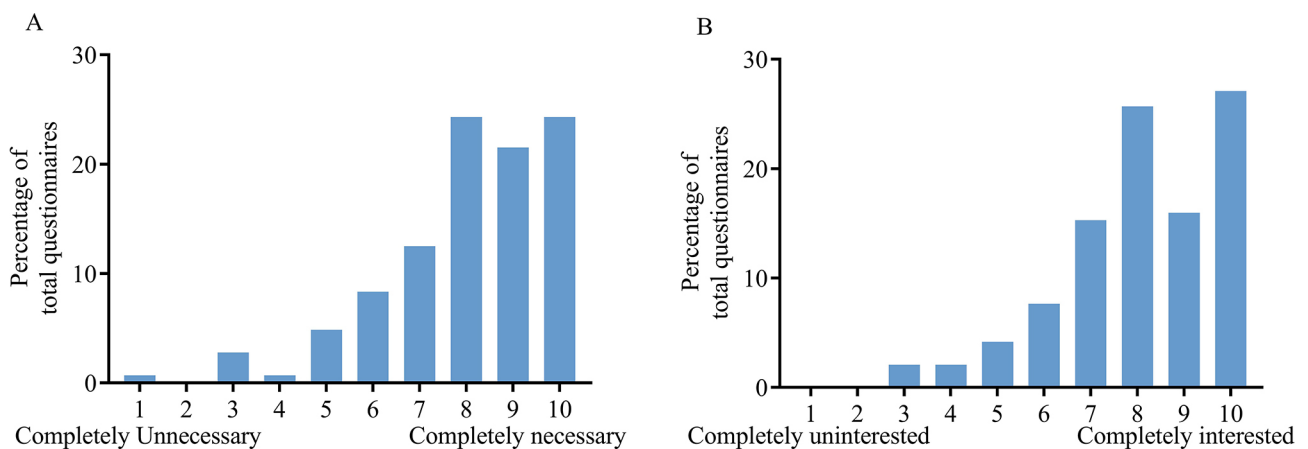 A
Percentage of
total questionnaires
30
20
10
0
1 2 3 4 5 6 7 8 9 10
Completely Unnecessary Completely necessary
B
Percentage of
total questionnaires
30
20
10
0
1 2 3 4 5 6 7 8 9 10
Completely uninterested Completely interested